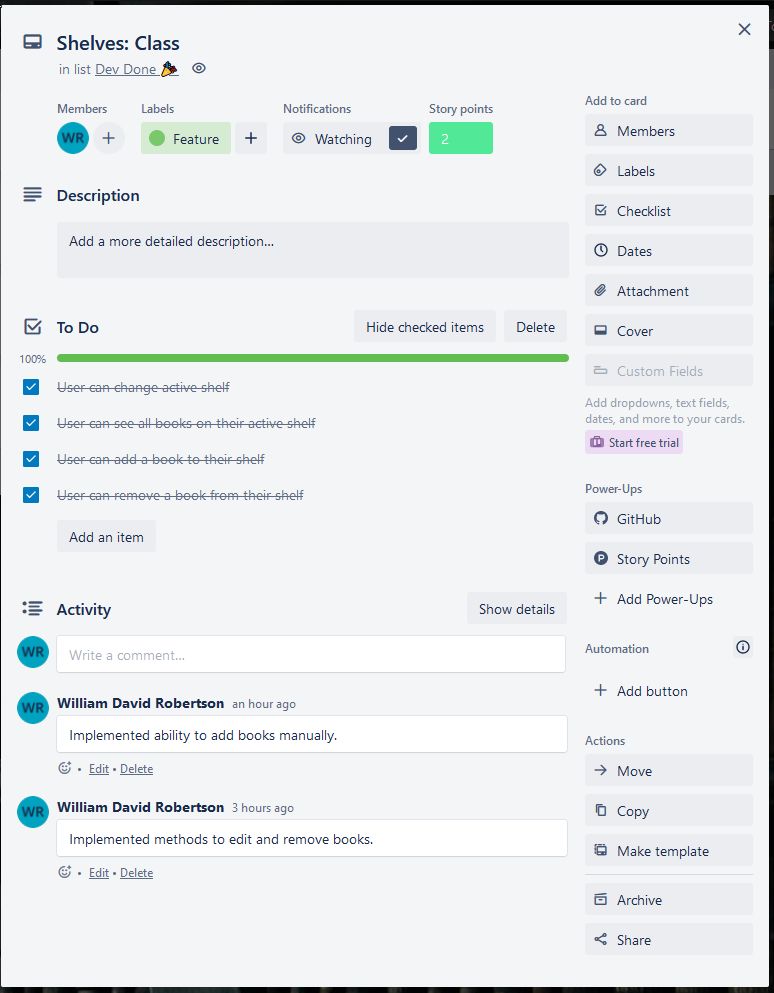 Shelves: Class
in list Dev Done 🎉
Members
WR
Labels
Feature
Notifications
Watching
Story points
2
Description
Add a more detailed description...
To Do
Hide checked items
Delete
100%
User can change active shelf
User can see all books on their active shelf
User can add a book to their shelf
User can remove a book from their shelf
Add an item
Activity
Show details
WR
Write a comment...
WR
William David Robertson an hour ago
Implemented ability to add books manually.
• Edit • Delete
WR
William David Robertson 3 hours ago
Implemented methods to edit and remove books.
• Edit • Delete
Add to card
Members
Labels
Checklist
Dates
Attachment
Cover
Custom Fields
Add dropdowns, text fields,
dates, and more to your cards.
Start free trial
Power-Ups
GitHub
P
Story Points
Add Power-Ups
Automation
Add button
Actions
Move
Copy
Make template
Archive
Share